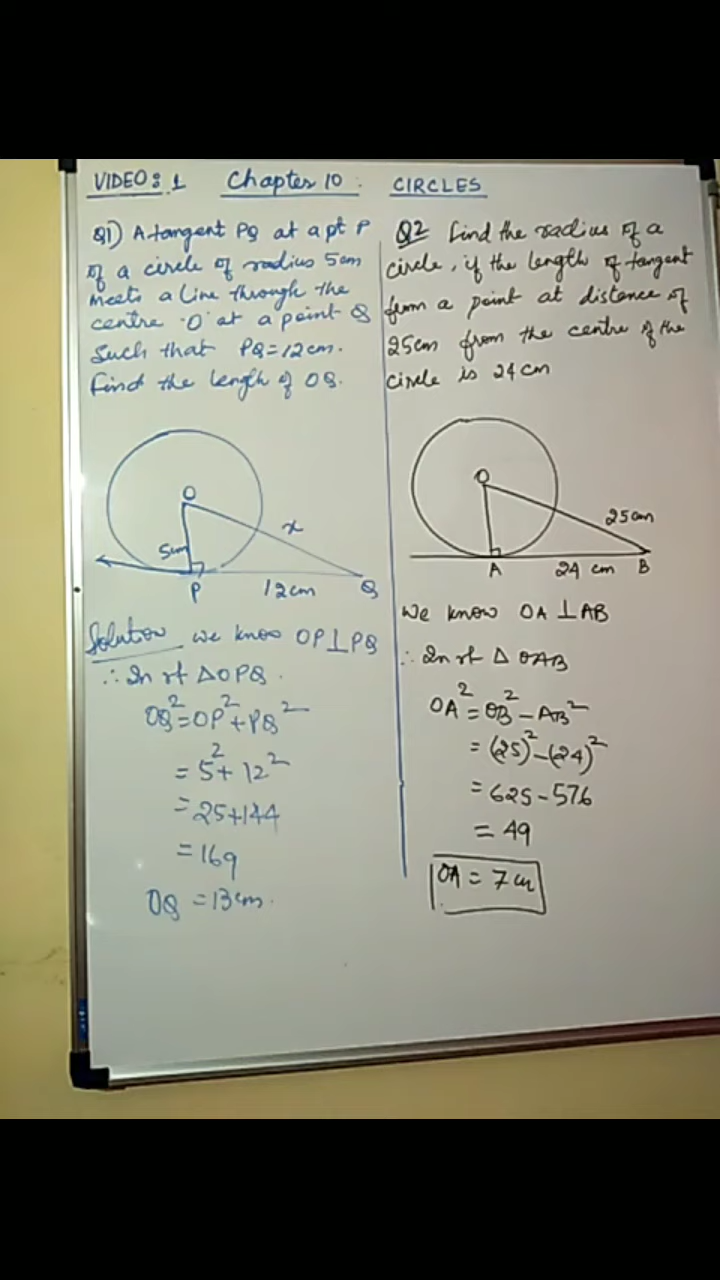 VIDEO: 1 Chapter 10 : CIRCLES
Q1) A tangent PQ at a pt P
of a circle of radius 5cm
meets a line through the
centre 'O' at a point Q
such that PQ = 12 cm.
Find the length of OQ.
O
x
5cm
P
12cm
Q
Solution we know OP⊥PQ
∴ In rt △OPQ.
OQ² = OP² + PQ²
= 5² + 12²
= 25+144
= 169
OQ = 13cm.
Q2 Find the radius of a
circle, if the length of tangent
from a point at distance of
25cm from the centre of the
circle is 24 cm
O
25cm
A
24 cm
B
We know OA ⊥ AB
∴ In rt △ OAB
OA² = OB² – AB²
= (25)² – (24)²
= 625 – 576
= 49
OA = 7 cm